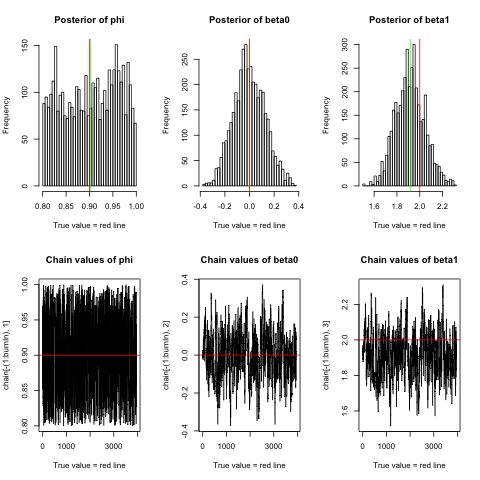 Posterior of phi
Posterior of beta0
Posterior of beta1
Frequency
0 50 100 150
0.80 0.85 0.90 0.95 1.00
True value = red line
Frequency
0 50 100 150 200 250
-0.4 -0.2 0.0 0.2 0.4
True value = red line
Frequency
0 50 100 150 200 250 300
1.6 1.8 2.0 2.2
True value = red line
Chain values of phi
Chain values of beta0
Chain values of beta1
chain[-(1:burnIn), 1]
0.80 0.85 0.90 0.95 1.00
0 1000 3000
True value = red line
chain[-(1:burnIn), 2]
-0.4 -0.2 0.0 0.2 0.4
0 1000 3000
True value = red line
chain[-(1:burnIn), 3]
1.6 1.8 2.0 2.2
0 1000 3000
True value = red line